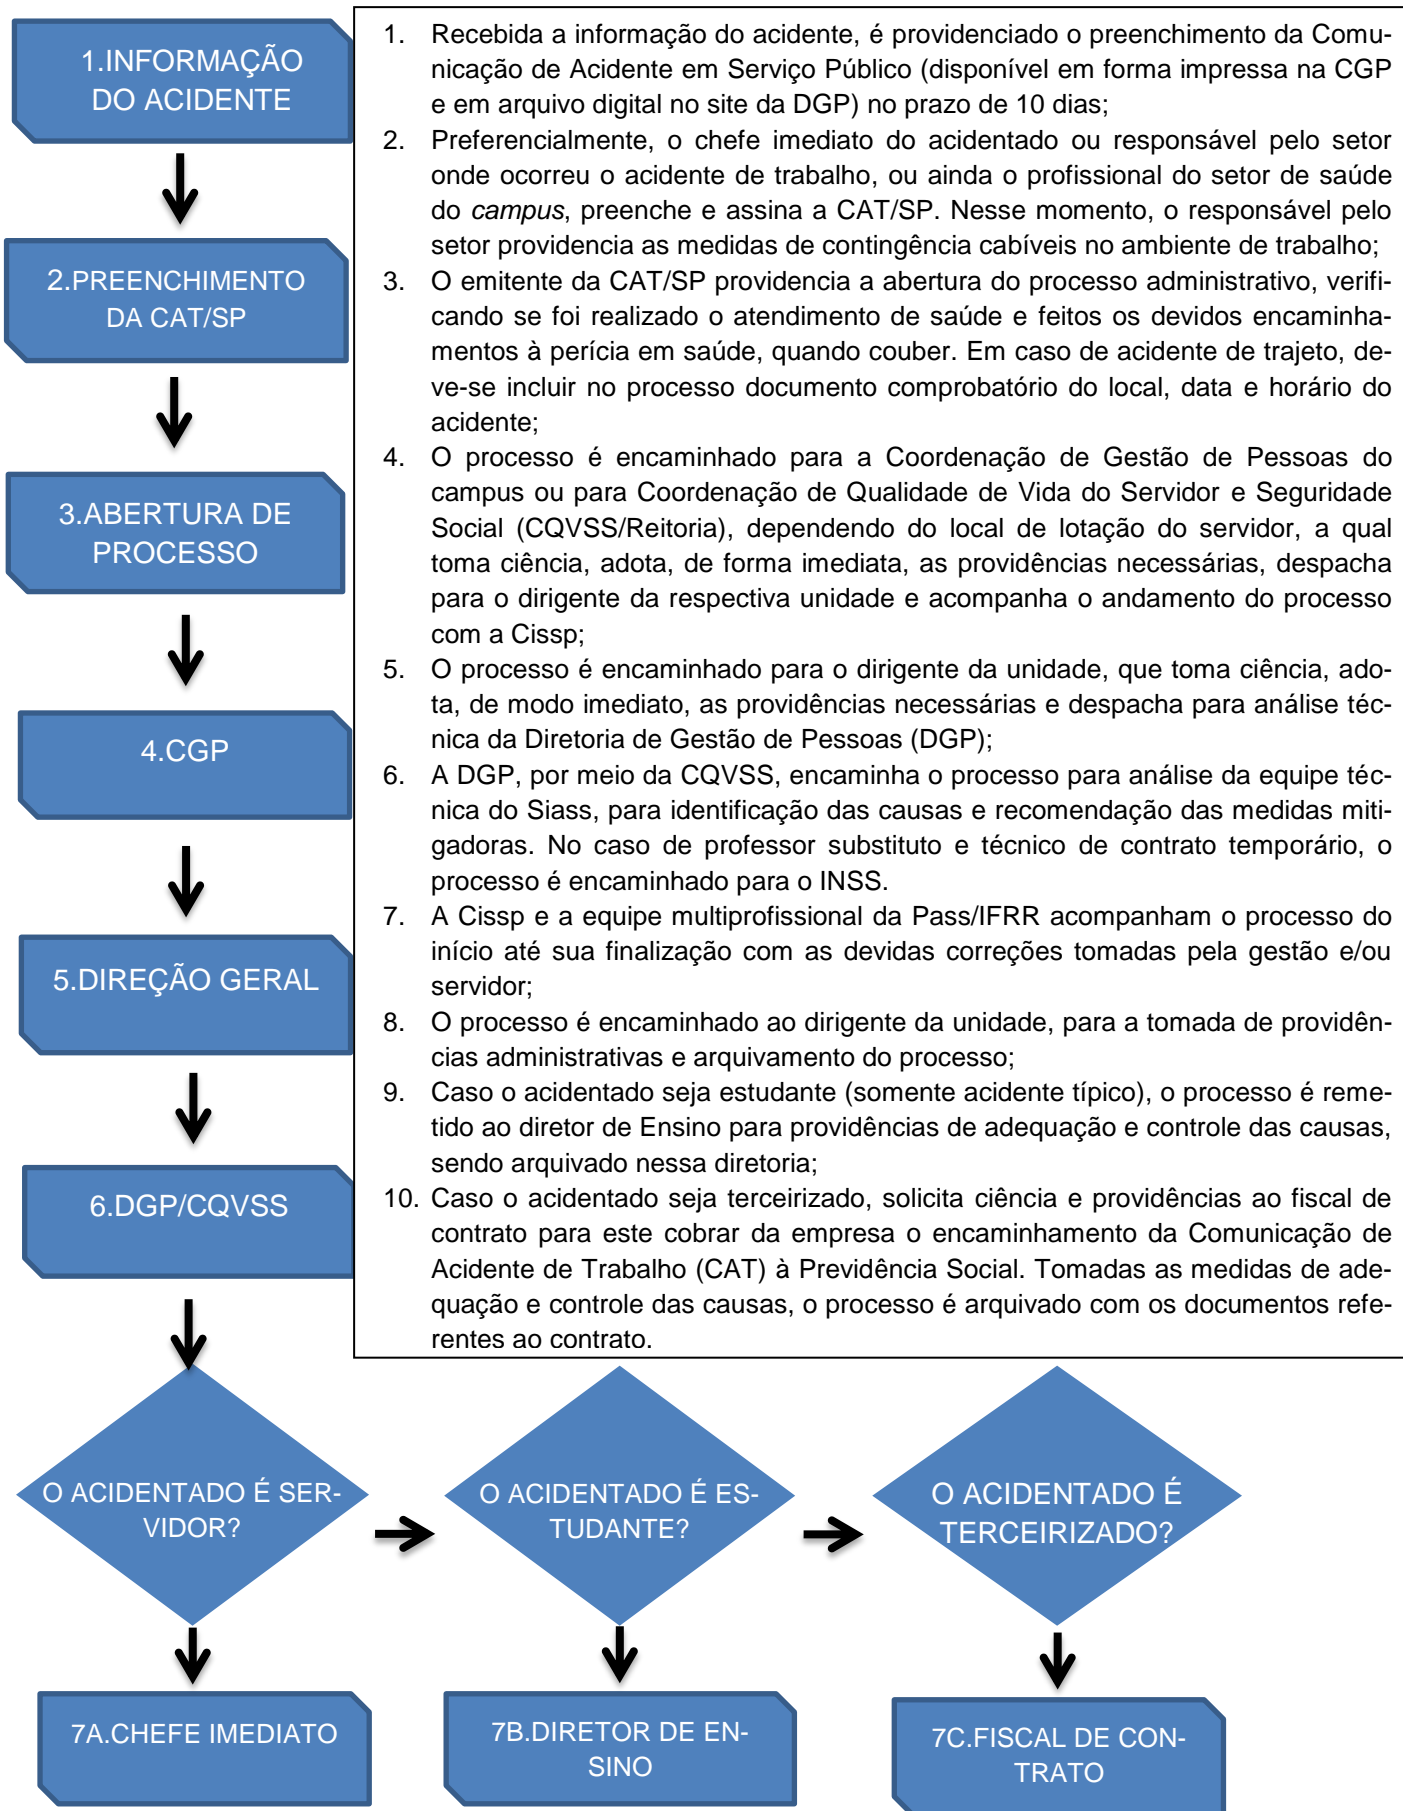 1.INFORMAÇÃO
DO ACIDENTE
2.PREENCHIMENTO
DA CAT/SP
3.ABERTURA DE
PROCESSO
4.CGP
5.DIREÇÃO GERAL
6.DGP/CQVSS
1. Recebida a informação do acidente, é providenciado o preenchimento da Comu-
nicação de Acidente em Serviço Público (disponível em forma impressa na CGP
e em arquivo digital no site da DGP) no prazo de 10 dias;
2. Preferencialmente, o chefe imediato do acidentado ou responsável pelo setor
onde ocorreu o acidente de trabalho, ou ainda o profissional do setor de saúde
do campus, preenche e assina a CAT/SP. Nesse momento, o responsável pelo
setor providencia as medidas de contingência cabíveis no ambiente de trabalho;
3. O emitente da CAT/SP providencia a abertura do processo administrativo, verifi-
cando se foi realizado o atendimento de saúde e feitos os devidos encaminha-
mentos à perícia em saúde, quando couber. Em caso de acidente de trajeto, de-
ve-se incluir no processo documento comprobatório do local, data e horário do
acidente;
4. O processo é encaminhado para a Coordenação de Gestão de Pessoas do
campus ou para Coordenação de Qualidade de Vida do Servidor e Seguridade
Social (CQVSS/Reitoria), dependendo do local de lotação do servidor, a qual
toma ciência, adota, de forma imediata, as providências necessárias, despacha
para o dirigente da respectiva unidade e acompanha o andamento do processo
com a Cissp;
5. O processo é encaminhado para o dirigente da unidade, que toma ciência, ado-
ta, de modo imediato, as providências necessárias e despacha para análise téc-
nica da Diretoria de Gestão de Pessoas (DGP);
6. A DGP, por meio da CQVSS, encaminha o processo para análise da equipe téc-
nica do Siass, para identificação das causas e recomendação das medidas miti-
gadoras. No caso de professor substituto e técnico de contrato temporário, o
processo é encaminhado para o INSS.
7. A Cissp e a equipe multiprofissional da Pass/IFRR acompanham o processo do
início até sua finalização com as devidas correções tomadas pela gestão e/ou
servidor;
8. O processo é encaminhado ao dirigente da unidade, para a tomada de providên-
cias administrativas e arquivamento do processo;
9. Caso o acidentado seja estudante (somente acidente típico), o processo é reme-
tido ao diretor de Ensino para providências de adequação e controle das causas,
sendo arquivado nessa diretoria;
10. Caso o acidentado seja terceirizado, solicita ciência e providências ao fiscal de
contrato para este cobrar da empresa o encaminhamento da Comunicação de
Acidente de Trabalho (CAT) à Previdência Social. Tomadas as medidas de ade-
quação e controle das causas, o processo é arquivado com os documentos refe-
rentes ao contrato.
O ACIDENTADO É SER-
VIDOR?
O ACIDENTADO É ES-
TUDANTE?
O ACIDENTADO É
TERCEIRIZADO?
7A.CHEFE IMEDIATO
7B.DIRETOR DE EN-
SINO
7C.FISCAL DE CON-
TRATO